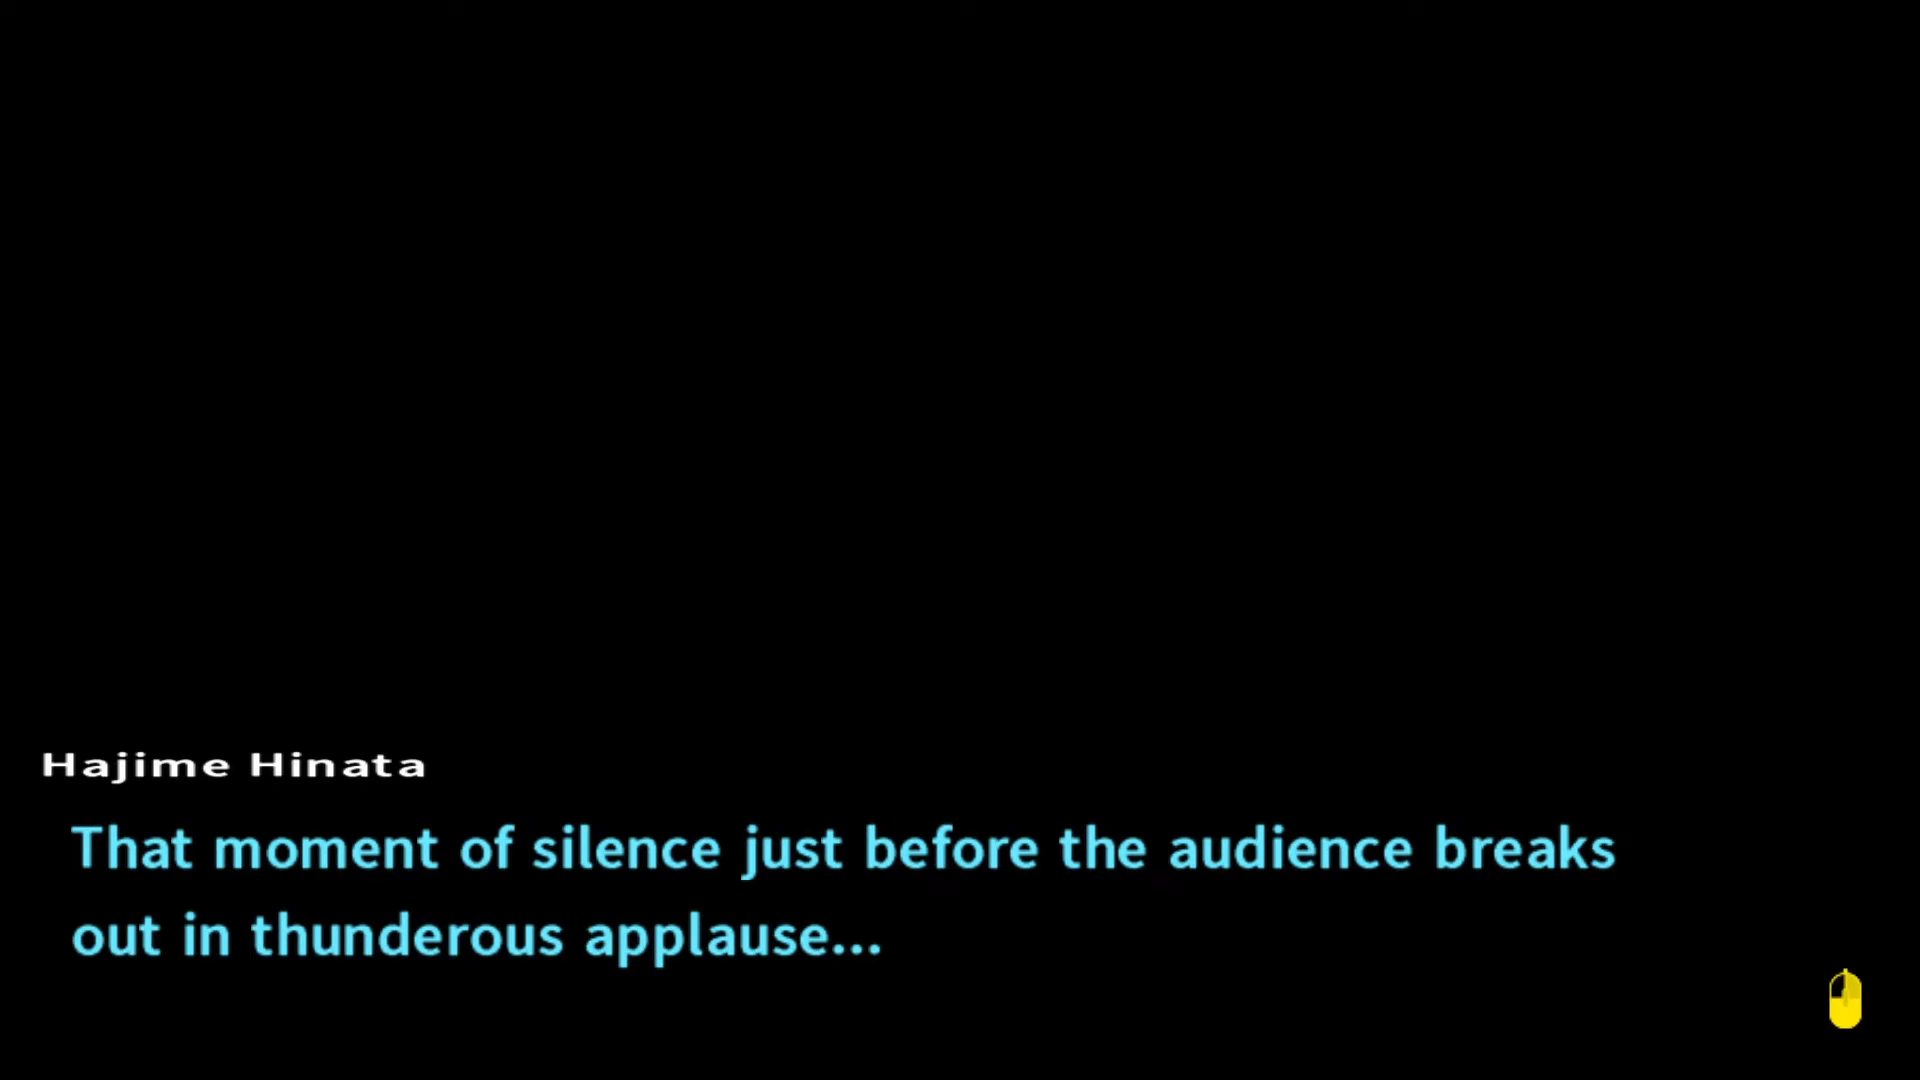 Hajime Hinata
That moment of silence just before the audience breaks
out in thunderous applause...